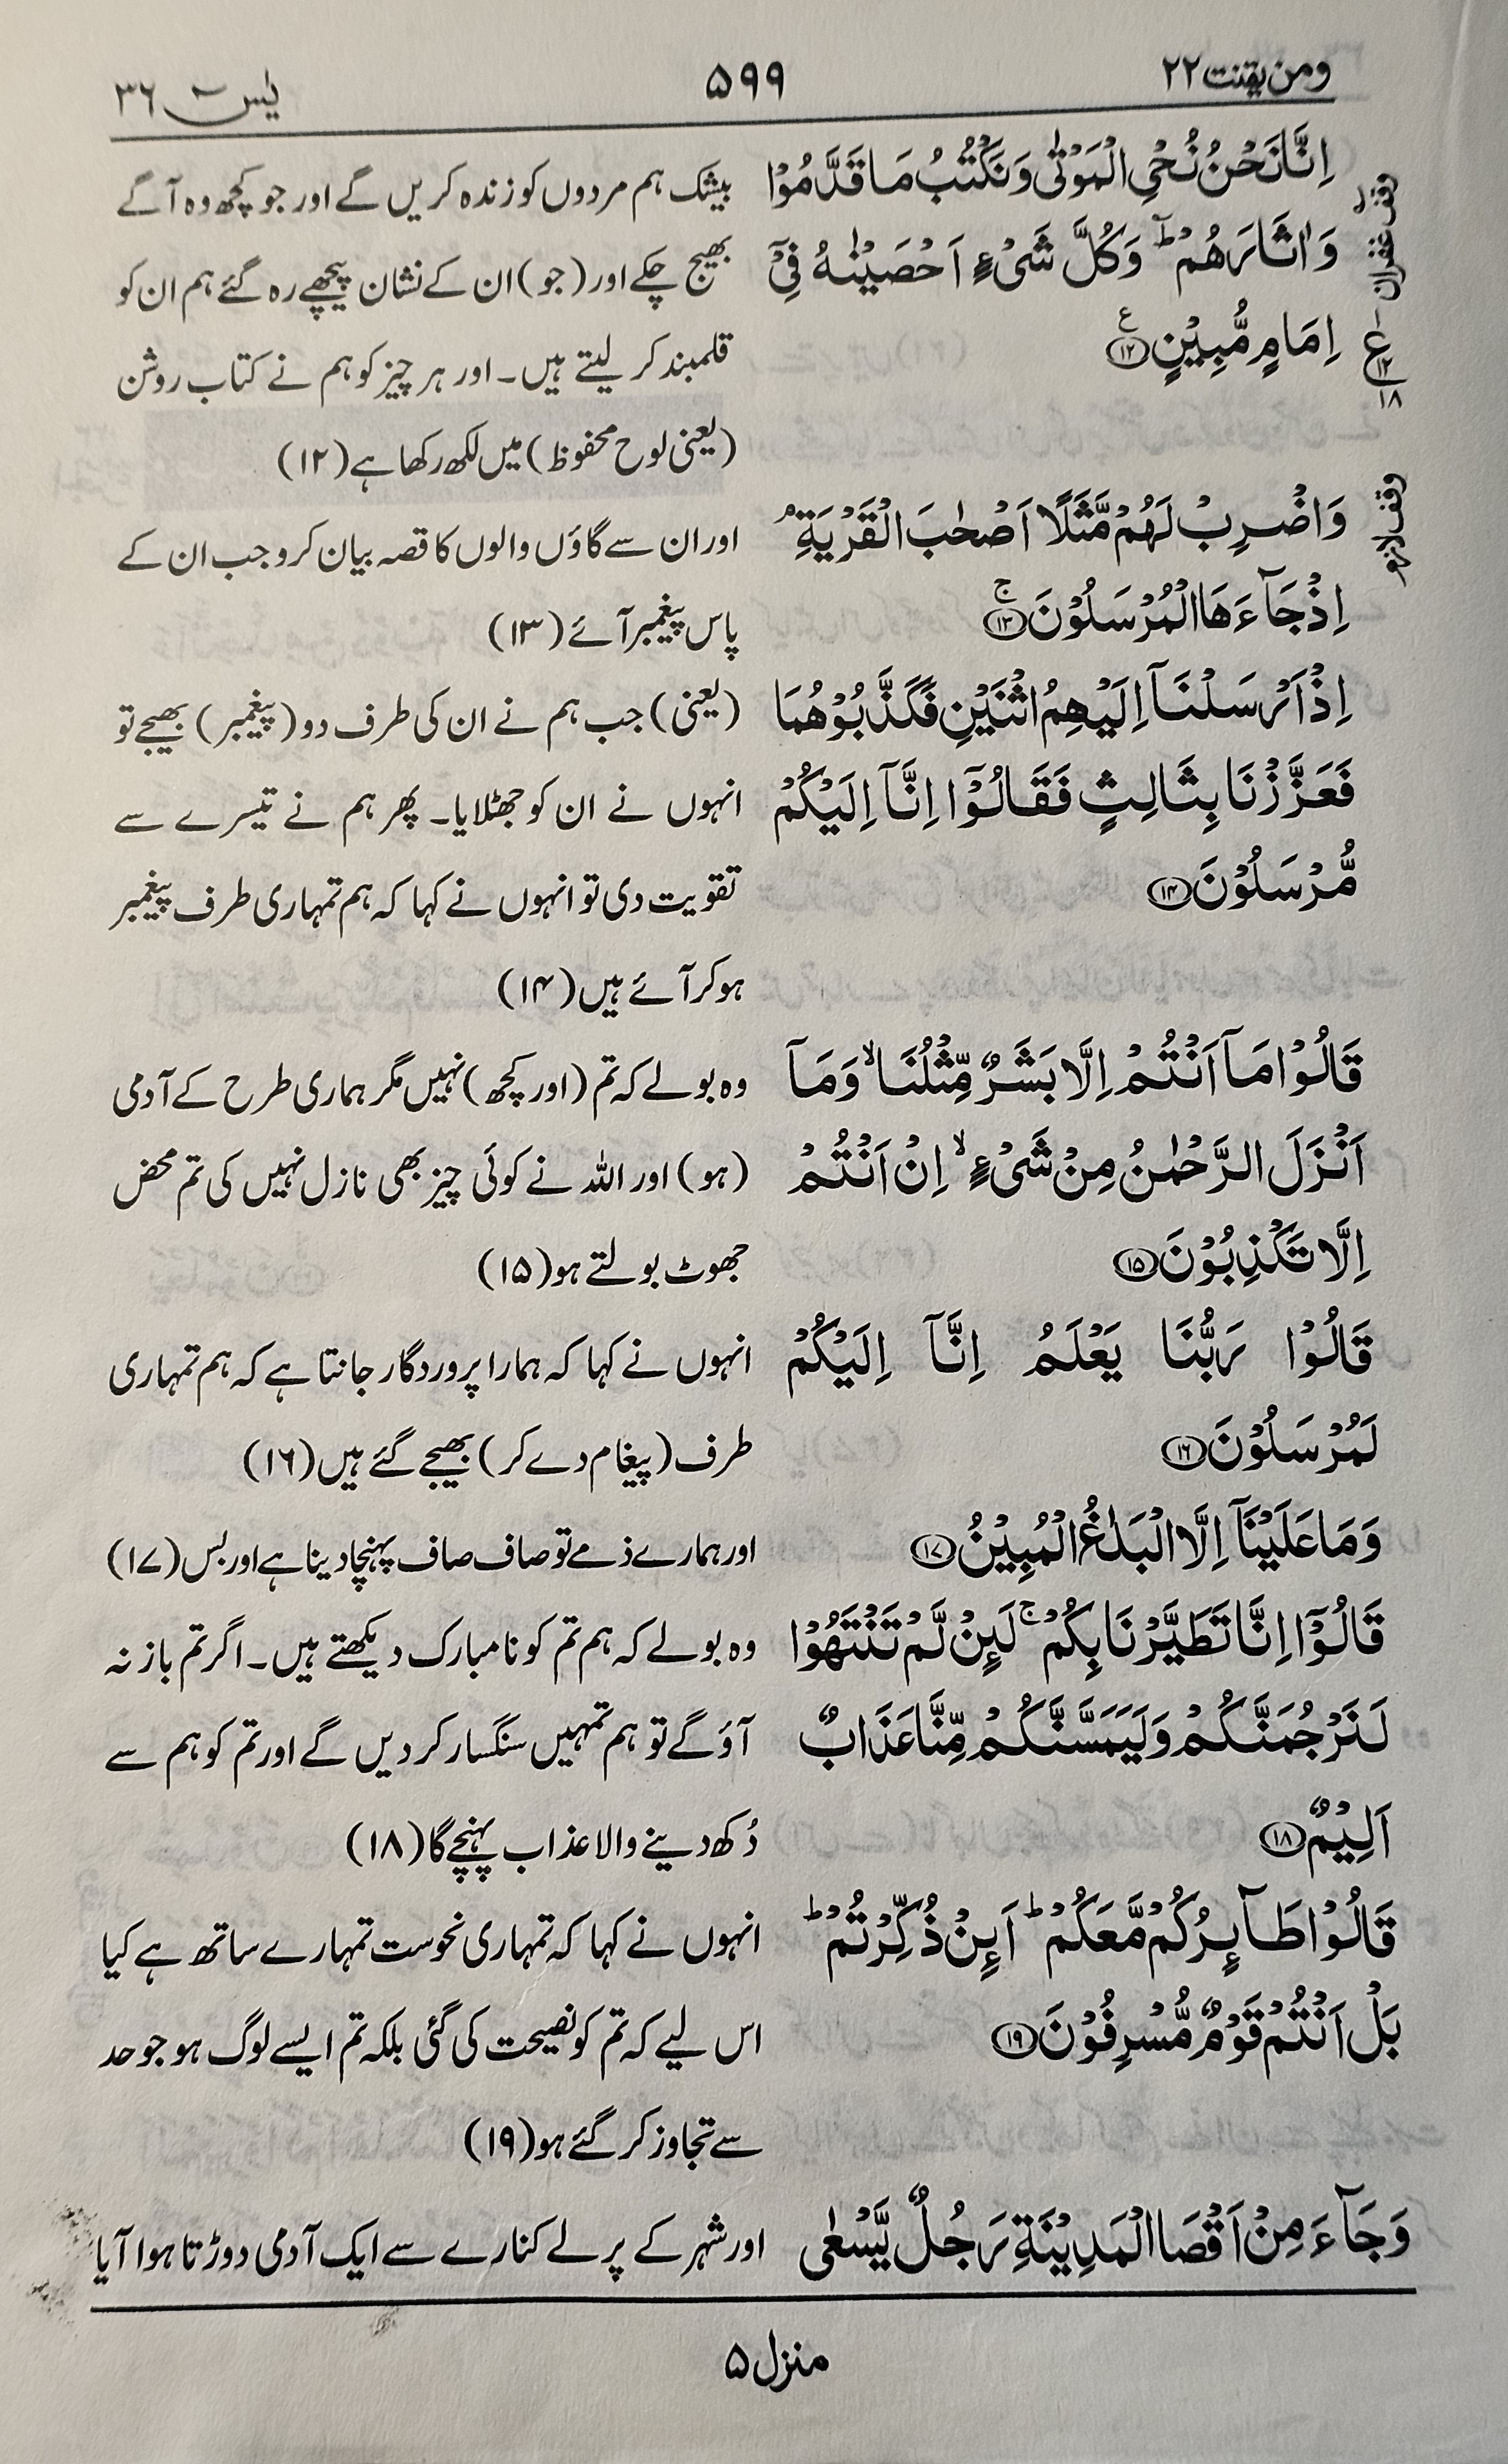 ومن یقنت ۲۲
۵۹۹
یٰس ۳۶
اِنَّا نَحْنُ نُحْیِ الْمَوْتٰی وَنَكْتُبُ مَا قَدَّمُوْا
وَاٰثَارَهُمْ ؕ وَكُلَّ شَیْءٍ اَحْصَیْنٰهُ فِیْۤ
اِمَامٍ مُّبِیْنٍ ﴿۱۲﴾ ع
بیشک ہم مردوں کو زندہ کریں گے اور جو کچھ وہ آگے
بھیج چکے اور (جو) ان کے نشان پیچھے رہ گئے ہم ان کو
قلمبند کر لیتے ہیں۔ اور ہر چیز کو ہم نے کتاب روشن
(یعنی لوح محفوظ) میں لکھ رکھا ہے (۱۲)
وقف غفران
ع
۱۲
۱۸
وَاضْرِبْ لَهُمْ مَّثَلًا اَصْحٰبَ الْقَرْیَةِ ۘ
اِذْ جَآءَهَا الْمُرْسَلُوْنَ ﴿۱۳﴾ ج
اور ان سے گاؤں والوں کا قصہ بیان کرو جب ان کے
پاس پیغمبر آئے (۱۳)
وقف لازم
اِذْ اَرْسَلْنَاۤ اِلَیْهِمُ اثْنَیْنِ فَكَذَّبُوْهُمَا
فَعَزَّزْنَا بِثَالِثٍ فَقَالُوْۤا اِنَّاۤ اِلَیْكُمْ
مُّرْسَلُوْنَ ﴿۱۴﴾
(یعنی) جب ہم نے ان کی طرف دو (پیغمبر) بھیجے تو
انہوں نے ان کو جھٹلایا۔ پھر ہم نے تیسرے سے
تقویت دی تو انہوں نے کہا کہ ہم تمہاری طرف پیغمبر
ہو کر آئے ہیں (۱۴)
قَالُوْا مَاۤ اَنْتُمْ اِلَّا بَشَرٌ مِّثْلُنَا ۙ وَمَاۤ
اَنْزَلَ الرَّحْمٰنُ مِنْ شَیْءٍ ۙ اِنْ اَنْتُمْ
اِلَّا تَكْذِبُوْنَ ﴿۱۵﴾
وہ بولے کہ تم (اور کچھ) نہیں مگر ہماری طرح کے آدمی
(ہو) اور اللہ نے کوئی چیز بھی نازل نہیں کی تم محض
جھوٹ بولتے ہو (۱۵)
قَالُوْا رَبُّنَا یَعْلَمُ اِنَّاۤ اِلَیْكُمْ
لَمُرْسَلُوْنَ ﴿۱۶﴾
انہوں نے کہا کہ ہمارا پروردگار جانتا ہے کہ ہم تمہاری
طرف (پیغام دے کر) بھیجے گئے ہیں (۱۶)
وَمَا عَلَیْنَاۤ اِلَّا الْبَلٰغُ الْمُبِیْنُ ﴿۱۷﴾
اور ہمارے ذمے تو صاف صاف پہنچا دینا ہے اور بس (۱۷)
قَالُوْۤا اِنَّا تَطَیَّرْنَا بِكُمْ ۚ لَىِٕنْ لَّمْ تَنْتَهُوْا
لَنَرْجُمَنَّكُمْ وَلَیَمَسَّنَّكُمْ مِّنَّا عَذَابٌ
اَلِیْمٌ ﴿۱۸﴾
وہ بولے کہ ہم تم کو نامبارک دیکھتے ہیں۔ اگر تم باز نہ
آؤ گے تو ہم تمہیں سنگسار کر دیں گے اور تم کو ہم سے
دُکھ دینے والا عذاب پہنچے گا (۱۸)
قَالُوْا طَآىِٕرُكُمْ مَّعَكُمْ ؕ اَىِٕنْ ذُكِّرْتُمْ ؕ
بَلْ اَنْتُمْ قَوْمٌ مُّسْرِفُوْنَ ﴿۱۹﴾
انہوں نے کہا کہ تمہاری نحوست تمہارے ساتھ ہے کیا
اس لیے کہ تم کو نصیحت کی گئی بلکہ تم ایسے لوگ ہو جو حد
سے تجاوز کر گئے ہو (۱۹)
وَجَآءَ مِنْ اَقْصَا الْمَدِیْنَةِ رَجُلٌ یَّسْعٰی
اور شہر کے پرلے کنارے سے ایک آدمی دوڑتا ہوا آیا
منزل ۵